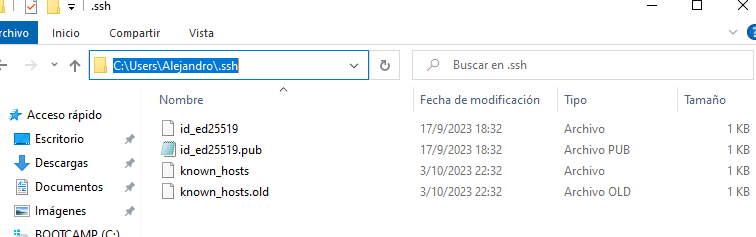 .ssh
Archivo Inicio Compartir Vista
C:\Users\Alejandro\.ssh Buscar en .ssh
Nombre Fecha de modificación Tipo Tamaño
Acceso rápido
Escritorio
Descargas
Documentos
Imágenes
BOOTCAMP (C:)
id_ed25519 17/9/2023 18:32 Archivo 1 KB
id_ed25519.pub 17/9/2023 18:32 Archivo PUB 1 KB
known_hosts 3/10/2023 22:32 Archivo 1 KB
known_hosts.old 3/10/2023 22:32 Archivo OLD 1 KB